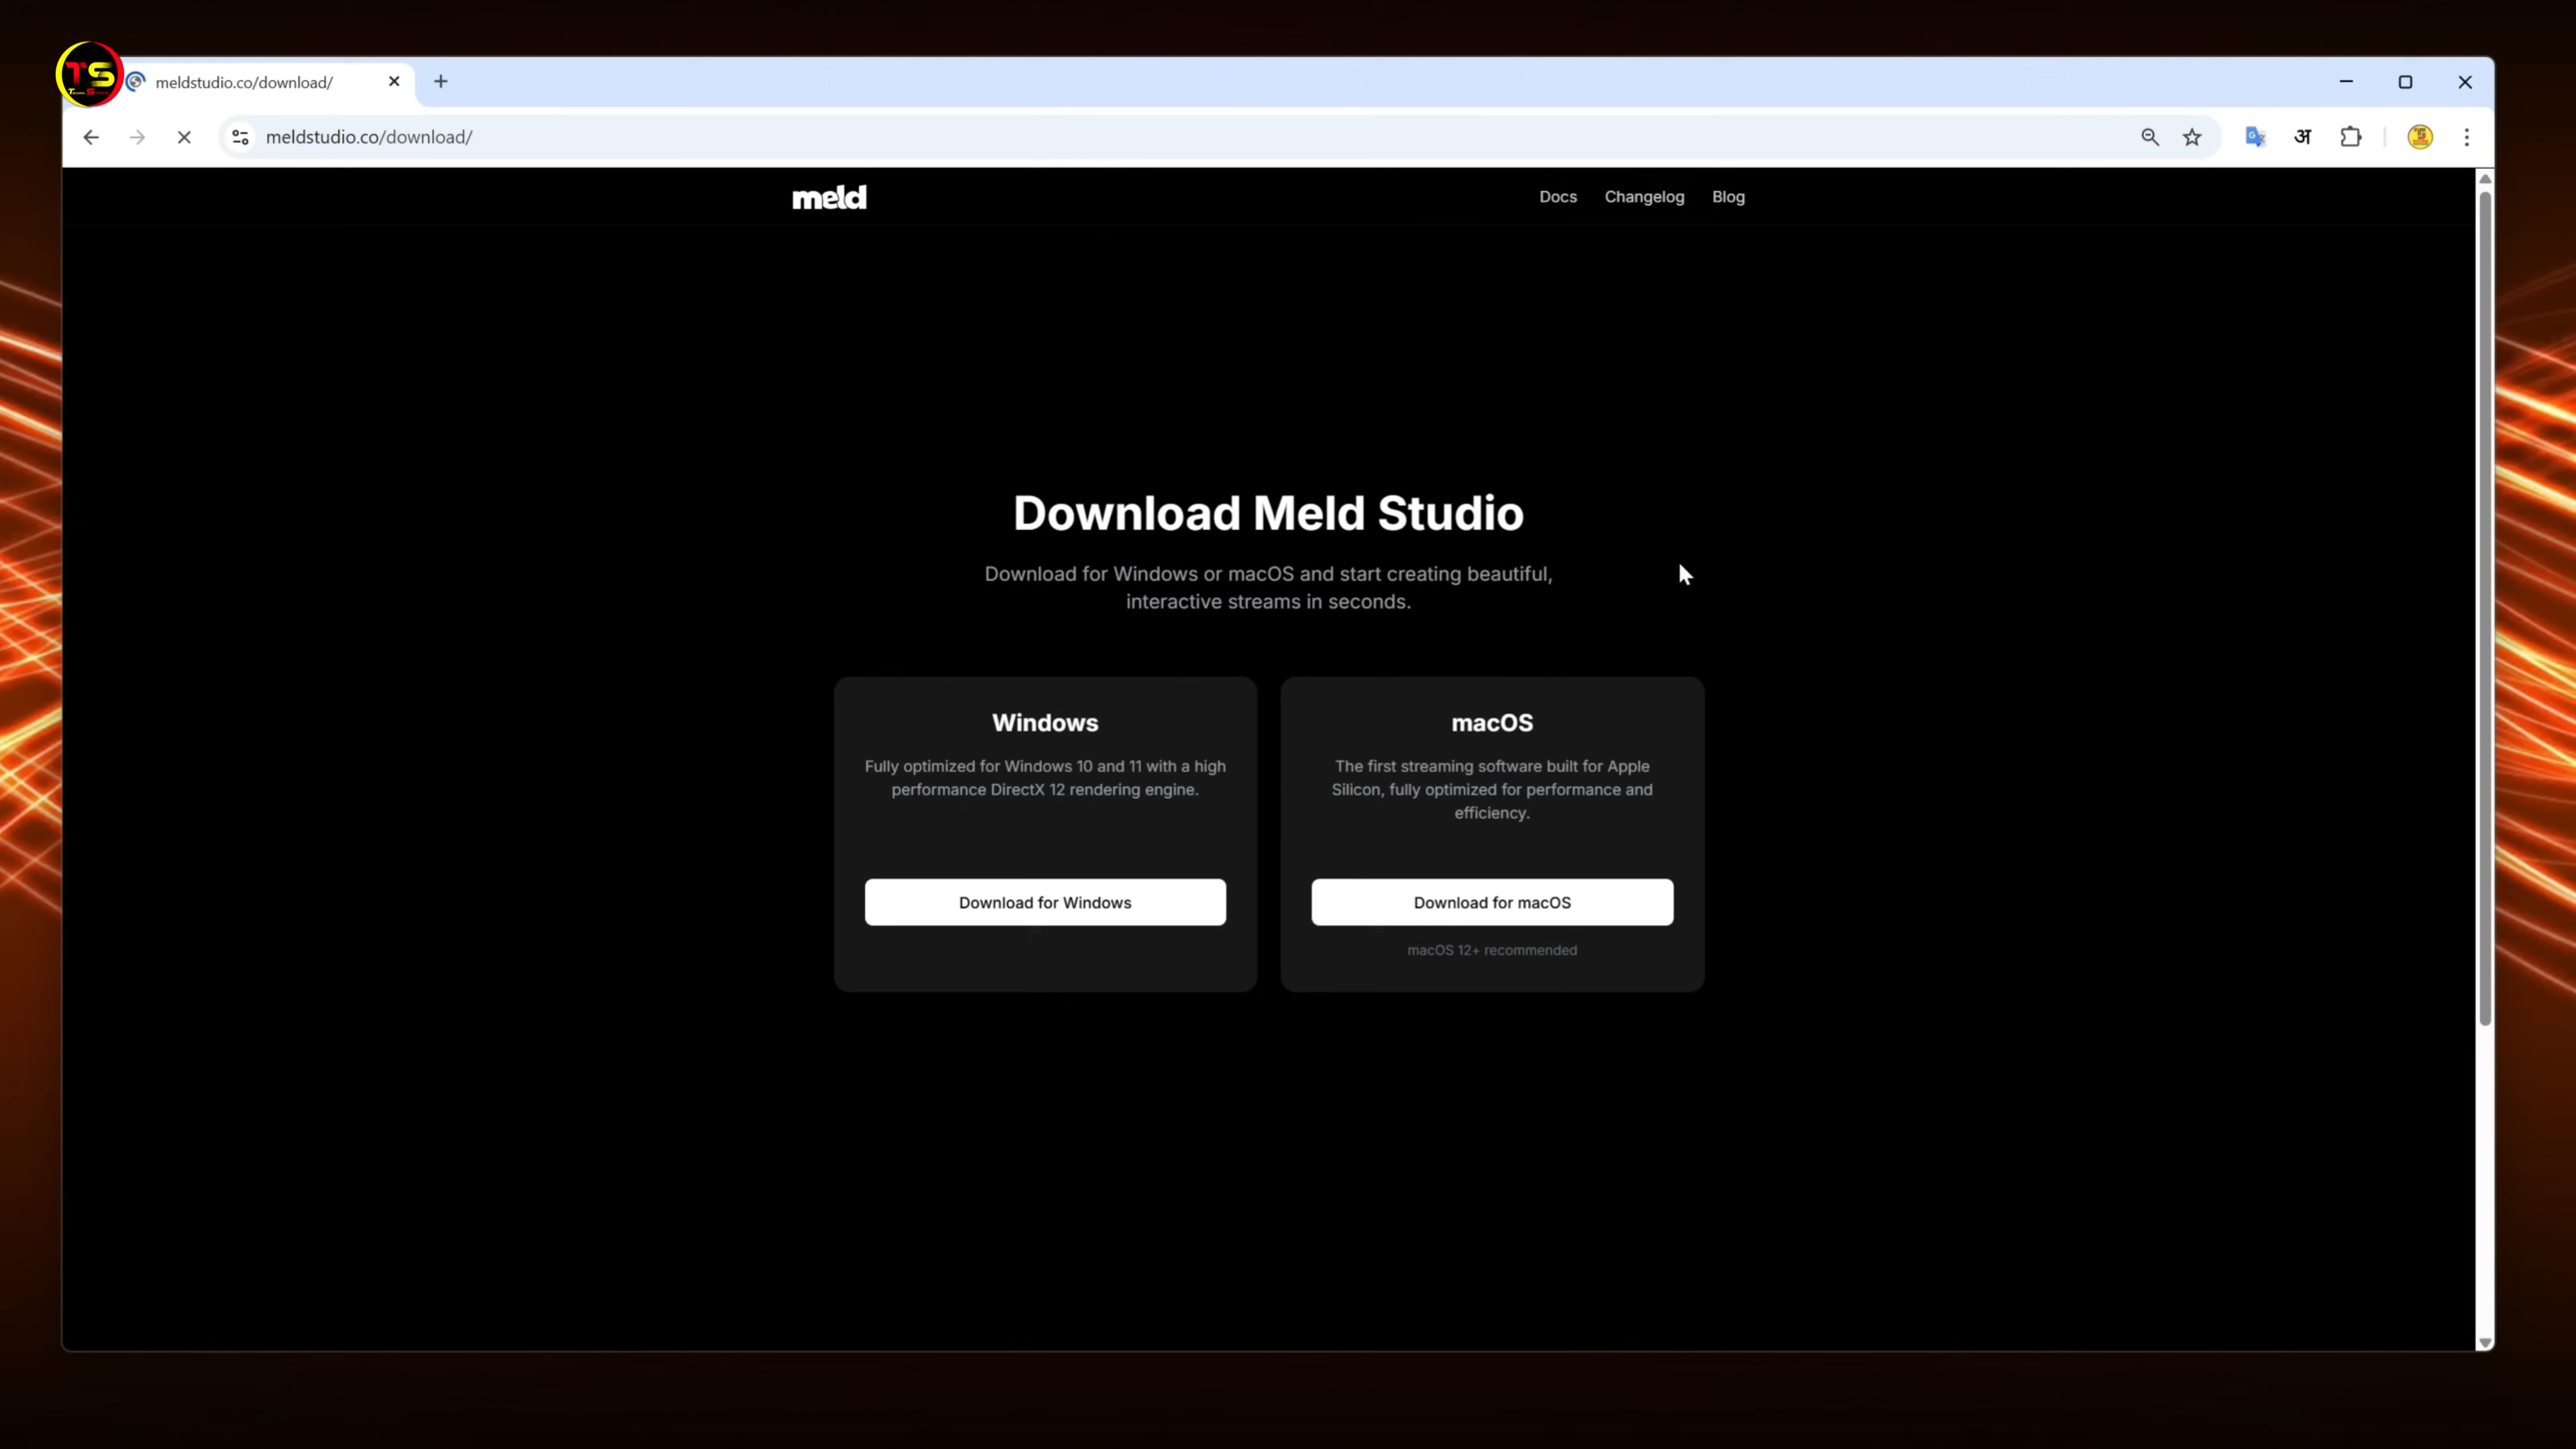 TS
meldstudio.co/download/
meldstudio.co/download/
अ
meld
Docs Changelog Blog
Download Meld Studio
Download for Windows or macOS and start creating beautiful,
interactive streams in seconds.
Windows
Fully optimized for Windows 10 and 11 with a high
performance DirectX 12 rendering engine.
Download for Windows
macOS
The first streaming software built for Apple
Silicon, fully optimized for performance and
efficiency.
Download for macOS
macOS 12+ recommended